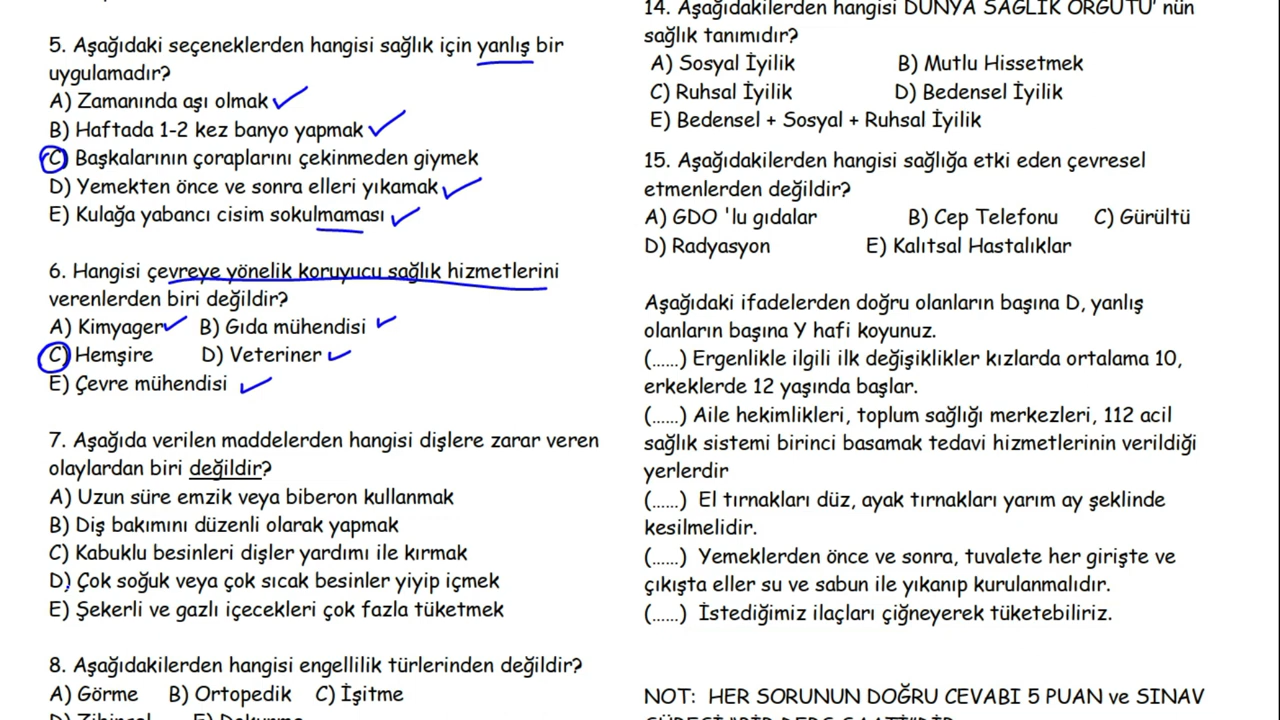 5. Aşağıdaki seçeneklerden hangisi sağlık için yanlış bir
uygulamadır?
A) Zamanında aşı olmak
B) Haftada 1-2 kez banyo yapmak
C) Başkalarının çoraplarını çekinmeden giymek
D) Yemekten önce ve sonra elleri yıkamak
E) Kulağa yabancı cisim sokulmaması
6. Hangisi çevreye yönelik koruyucu sağlık hizmetlerini
verenlerden biri değildir?
A) Kimyager B) Gıda mühendisi
C) Hemşire D) Veteriner
E) Çevre mühendisi
7. Aşağıda verilen maddelerden hangisi dişlere zarar veren
olaylardan biri değildir?
A) Uzun süre emzik veya biberon kullanmak
B) Diş bakımını düzenli olarak yapmak
C) Kabuklu besinleri dişler yardımı ile kırmak
D) Çok soğuk veya çok sıcak besinler yiyip içmek
E) Şekerli ve gazlı içecekleri çok fazla tüketmek
8. Aşağıdakilerden hangisi engellilik türlerinden değildir?
A) Görme B) Ortopedik C) İşitme
D) Zihinsel E) Dokunma
14. Aşağıdakilerden hangisi DÜNYA SAĞLIK ÖRGÜTÜ' nün
sağlık tanımıdır?
A) Sosyal İyilik B) Mutlu Hissetmek
C) Ruhsal İyilik D) Bedensel İyilik
E) Bedensel + Sosyal + Ruhsal İyilik
15. Aşağıdakilerden hangisi sağlığa etki eden çevresel
etmenlerden değildir?
A) GDO 'lu gıdalar B) Cep Telefonu C) Gürültü
D) Radyasyon E) Kalıtsal Hastalıklar
Aşağıdaki ifadelerden doğru olanların başına D, yanlış
olanların başına Y hafi koyunuz.
(......) Ergenlikle ilgili ilk değişiklikler kızlarda ortalama 10,
erkeklerde 12 yaşında başlar.
(......) Aile hekimlikleri, toplum sağlığı merkezleri, 112 acil
sağlık sistemi birinci basamak tedavi hizmetlerinin verildiği
yerlerdir
(......) El tırnakları düz, ayak tırnakları yarım ay şeklinde
kesilmelidir.
(......) Yemeklerden önce ve sonra, tuvalete her girişte ve
çıkışta eller su ve sabun ile yıkanıp kurulanmalıdır.
(......) İstediğimiz ilaçları çiğneyerek tüketebiliriz.
NOT: HER SORUNUN DOĞRU CEVABI 5 PUAN ve SINAV